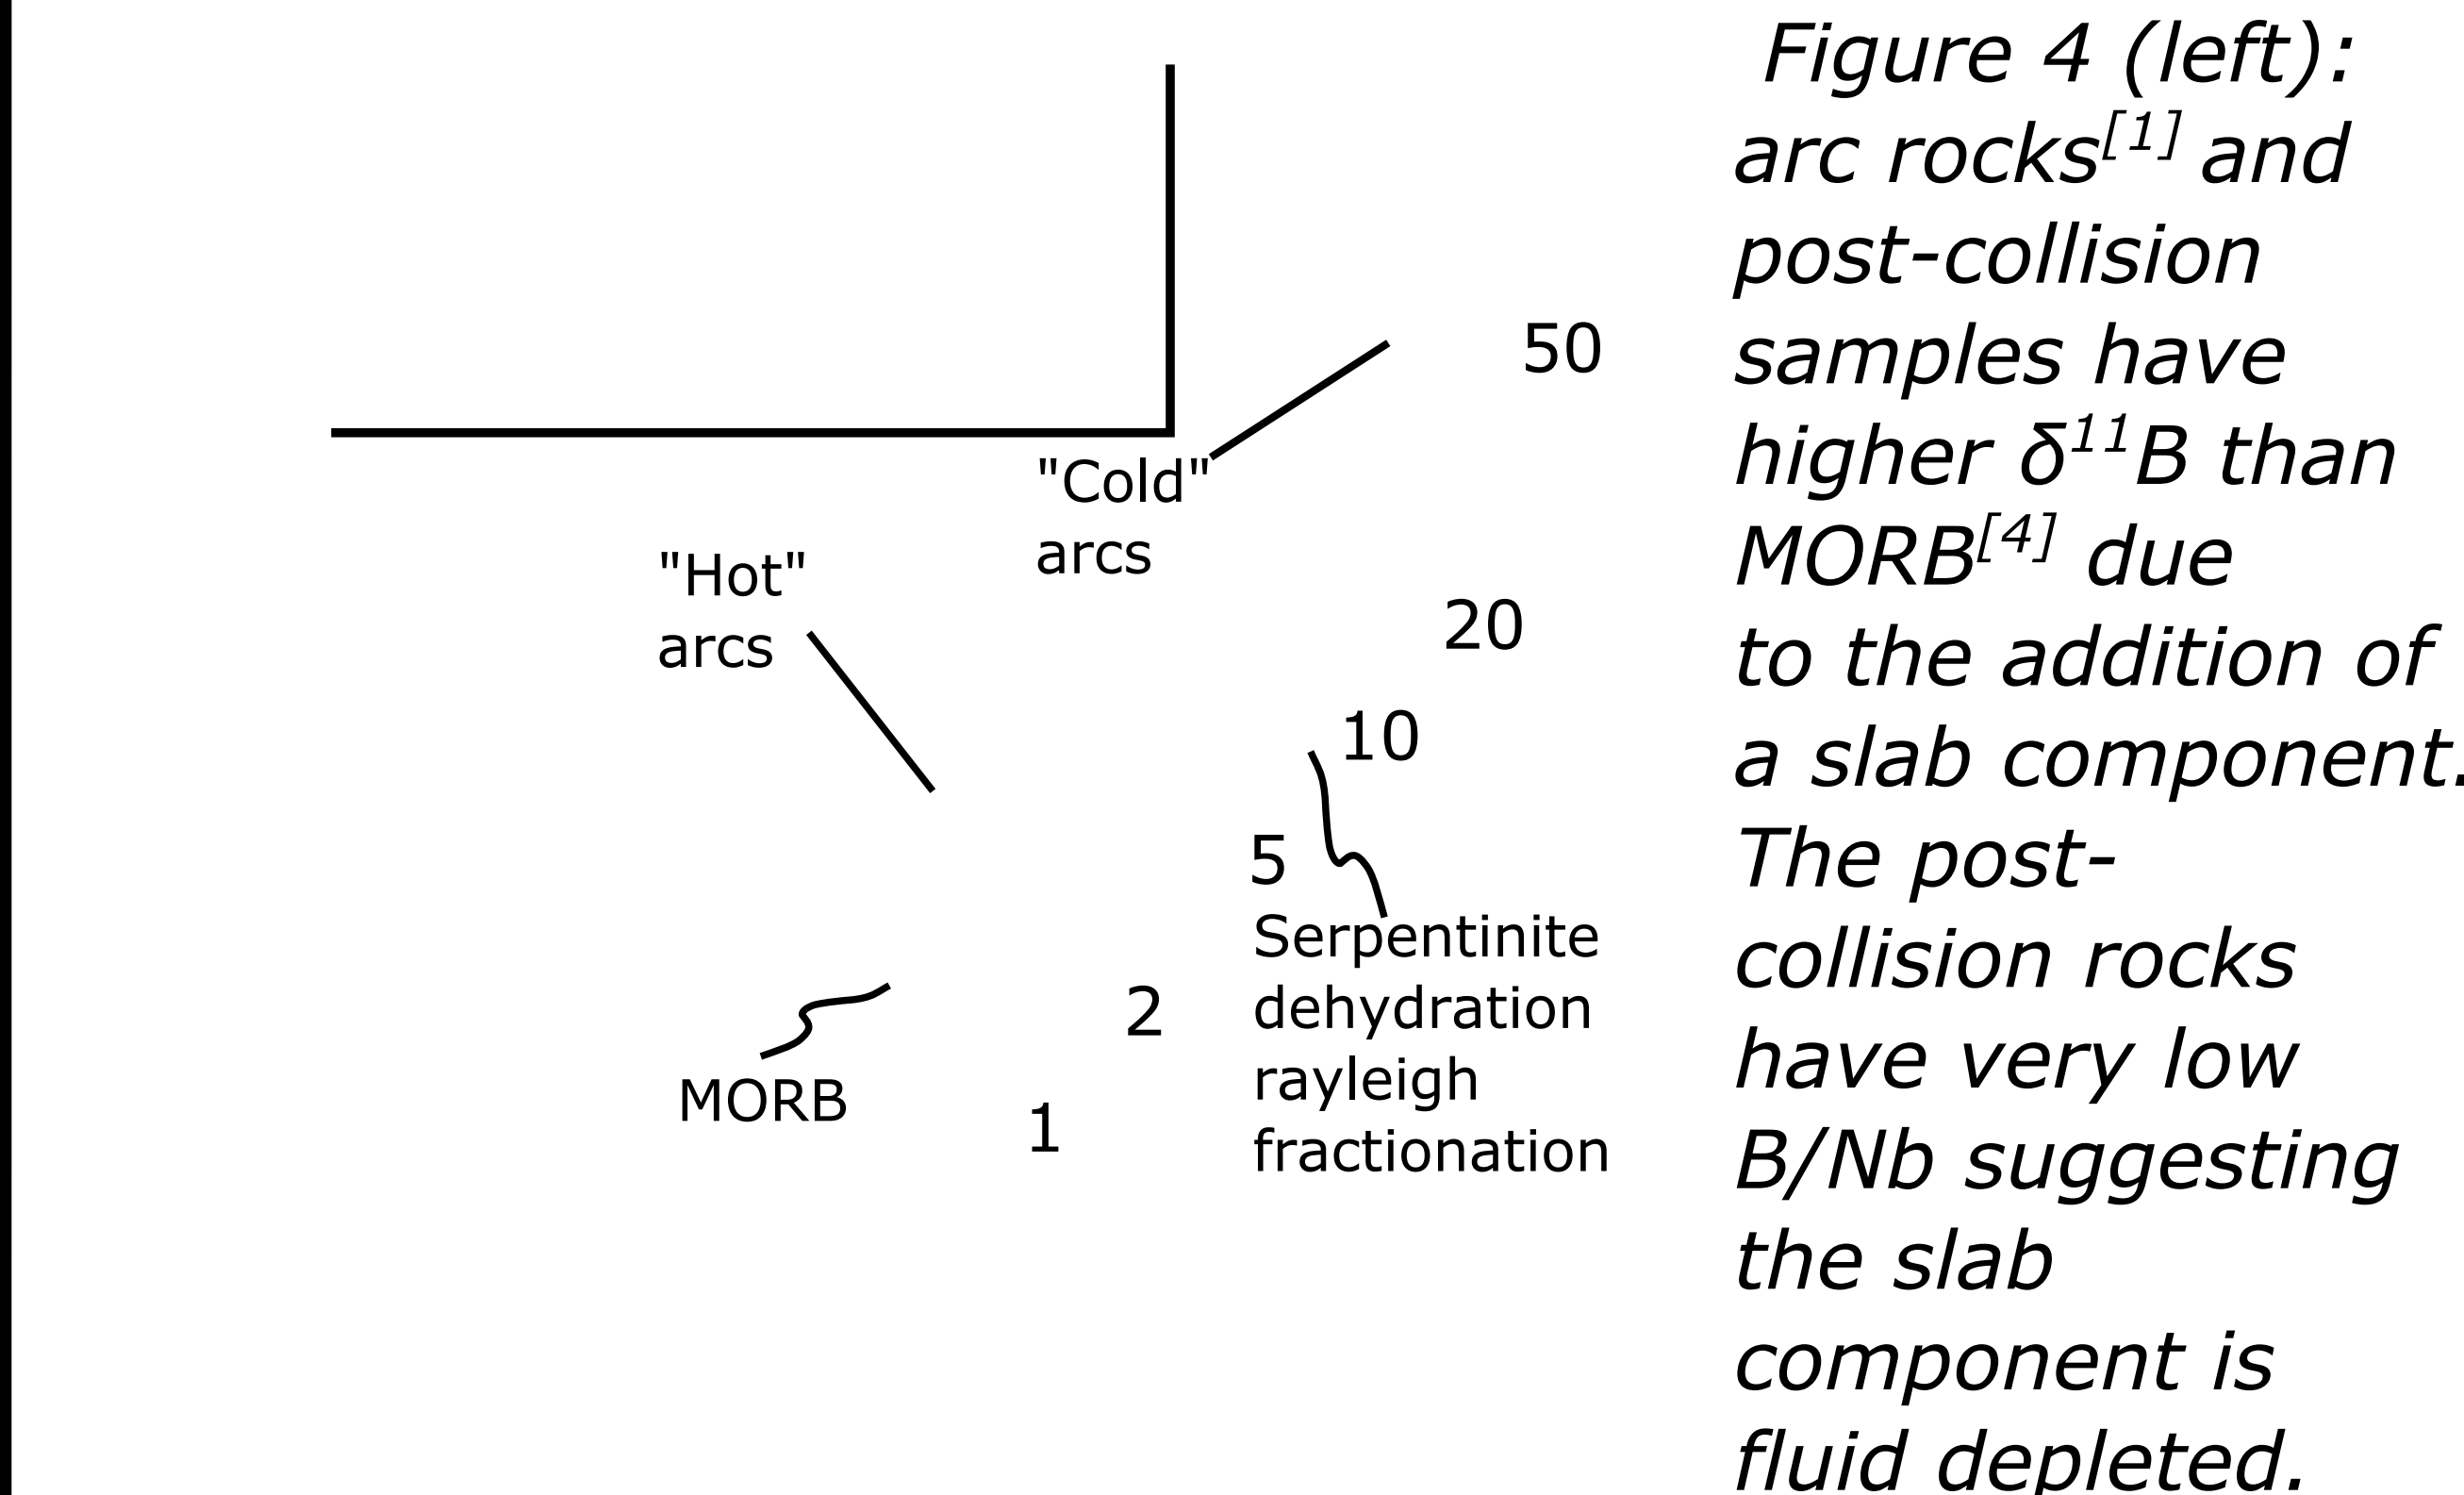 50
"Cold"
arcs
"Hot"
arcs
20
10
5
Serpentinite
dehydration
rayleigh
fractionation
2
MORB
1
Figure 4 (left):
arc rocks[1] and
post-collision
samples have
higher δ11B than
MORB[4] due
to the addition of
a slab component.
The post-
collision rocks
have very low
B/Nb suggesting
the slab
component is
fluid depleted.